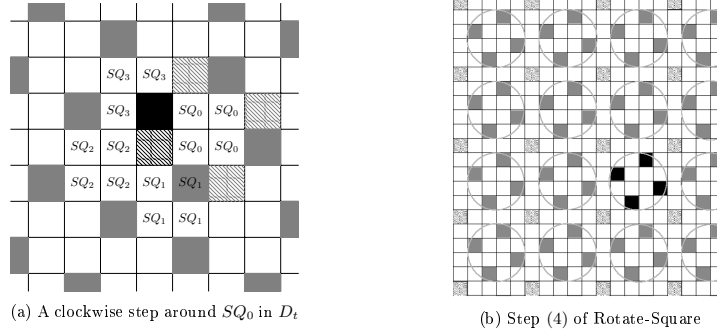 SQ3 SQ3
SQ3 SQ0 SQ0
SQ2 SQ2 SQ0 SQ0
SQ2 SQ2 SQ1 SQ1
SQ1 SQ1
(a) A clockwise step around SQ0 in Dt
(b) Step (4) of Rotate-Square